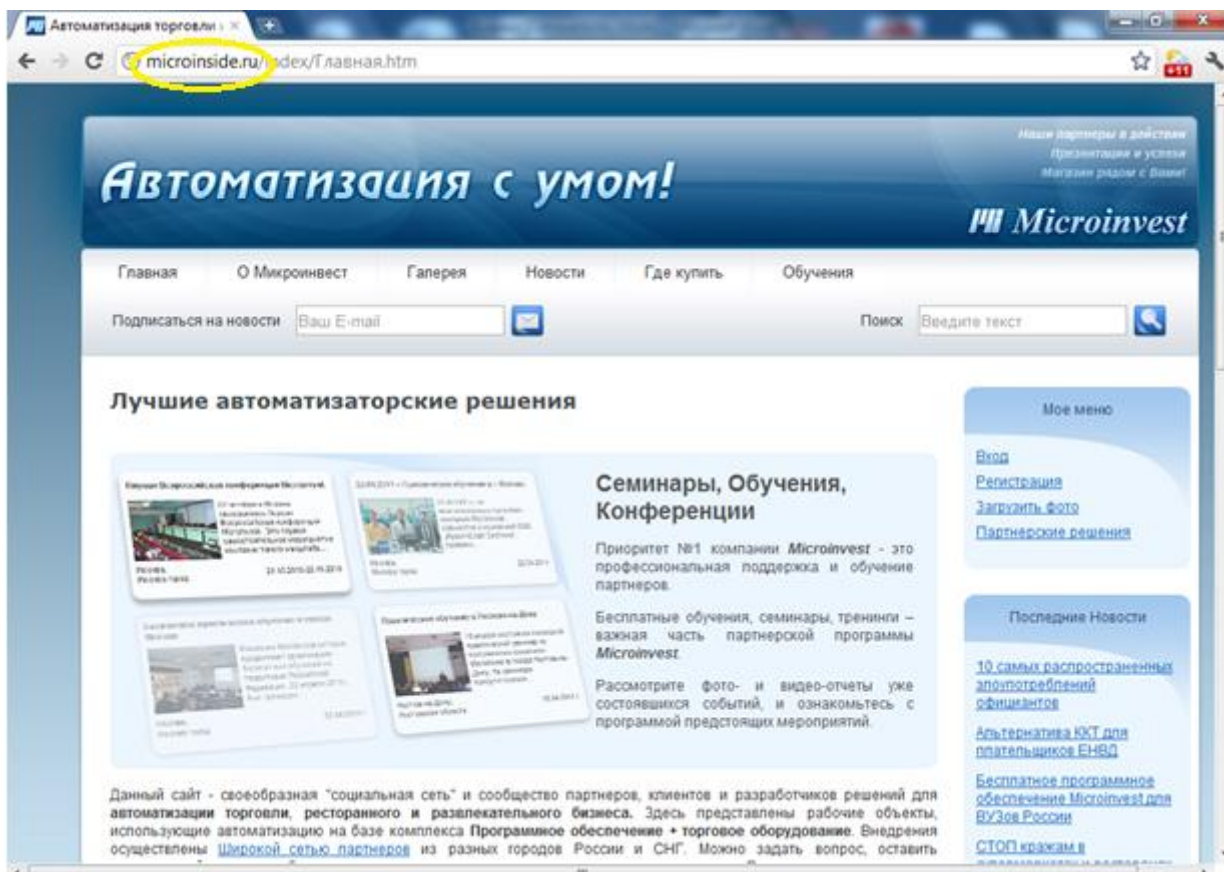 Автоматизация торговли и
microinside.ru/index/Главная.htm
+11
Наши партнеры в действии
Презентации и успехи
Магазин рядом с Вами!
Автоматизация с умом!
Microinvest
Главная О Микроинвест Галерея Новости Где купить Обучения
Подписаться на новости Ваш E-mail Поиск Введите текст
Лучшие автоматизаторские решения
Семинары, Обучения,
Конференции
Приоритет №1 компании Microinvest - это
профессиональная поддержка и обучение
партнеров.
Бесплатные обучения, семинары, тренинги –
важная часть партнерской программы
Microinvest.
Рассмотрите фото- и видео-отчеты уже
состоявшихся событий, и ознакомьтесь с
программой предстоящих мероприятий.
Данный сайт - своеобразная "социальная сеть" и сообщество партнеров, клиентов и разработчиков решений для
автоматизации торговли, ресторанного и развлекательного бизнеса. Здесь представлены рабочие объекты,
использующие автоматизацию на базе комплекса Программное обеспечение + торговое оборудование. Внедрения
осуществлены Широкой сетью партнеров из разных городов России и СНГ. Можно задать вопрос, оставить
Мое меню
Вход
Регистрация
Загрузить фото
Партнерские решения
Последние Новости
10 самых распространенных
злоупотреблений
официантов
Альтернатива ККТ для
плательщиков ЕНВД
Бесплатное программное
обеспечение Microinvest для
ВУЗов России
СТОП кражам в